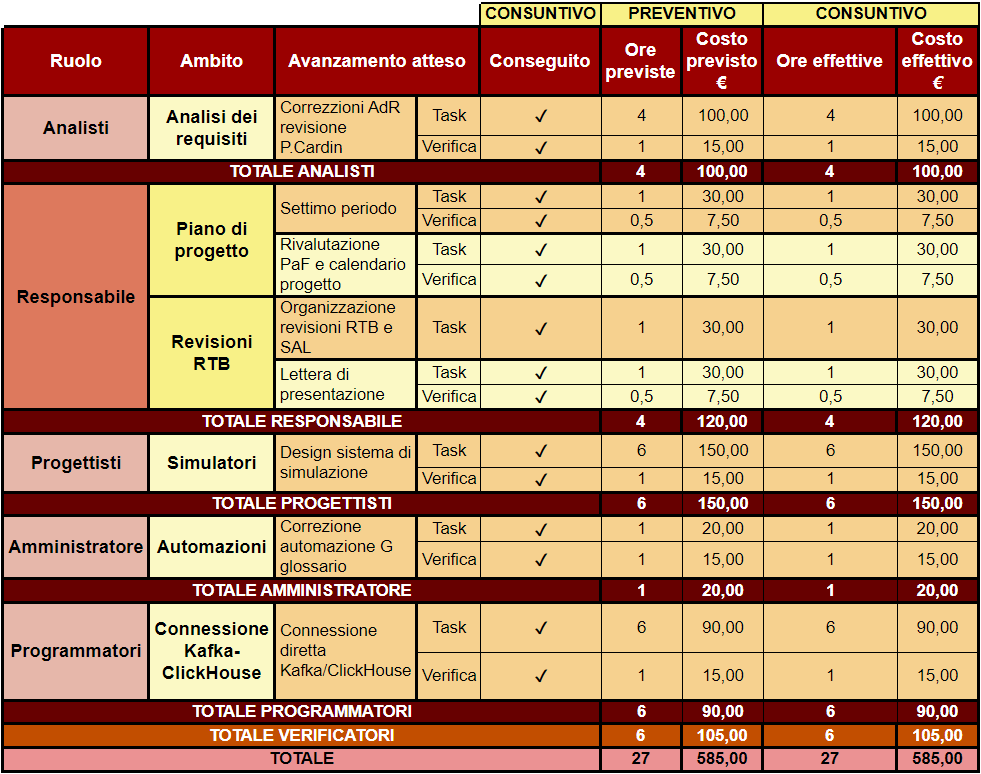 CONSUNTIVO PREVENTIVO CONSUNTIVO
Ruolo Ambito Avanzamento atteso Conseguito Ore previste Costo previsto € Ore effettive Costo effettivo €
Analisti Analisi dei requisiti Correzzioni AdR revisione P.Cardin Task ✓ 4 100,00 4 100,00
Verifica ✓ 1 15,00 1 15,00
TOTALE ANALISTI 4 100,00 4 100,00
Responsabile Piano di progetto Settimo periodo Task ✓ 1 30,00 1 30,00
Verifica ✓ 0,5 7,50 0,5 7,50
Rivalutazione PaF e calendario progetto Task ✓ 1 30,00 1 30,00
Verifica ✓ 0,5 7,50 0,5 7,50
Revisioni RTB Organizzazione revisioni RTB e SAL Task ✓ 1 30,00 1 30,00
Lettera di presentazione Task ✓ 1 30,00 1 30,00
Verifica ✓ 0,5 7,50 0,5 7,50
TOTALE RESPONSABILE 4 120,00 4 120,00
Progettisti Simulatori Design sistema di simulazione Task ✓ 6 150,00 6 150,00
Verifica ✓ 1 15,00 1 15,00
TOTALE PROGETTISTI 6 150,00 6 150,00
Amministratore Automazioni Correzione automazione G glossario Task ✓ 1 20,00 1 20,00
Verifica ✓ 1 15,00 1 15,00
TOTALE AMMINISTRATORE 1 20,00 1 20,00
Programmatori Connessione Kafka-ClickHouse Connessione diretta Kafka/ClickHouse Task ✓ 6 90,00 6 90,00
Verifica ✓ 1 15,00 1 15,00
TOTALE PROGRAMMATORI 6 90,00 6 90,00
TOTALE VERIFICATORI 6 105,00 6 105,00
TOTALE 27 585,00 27 585,00